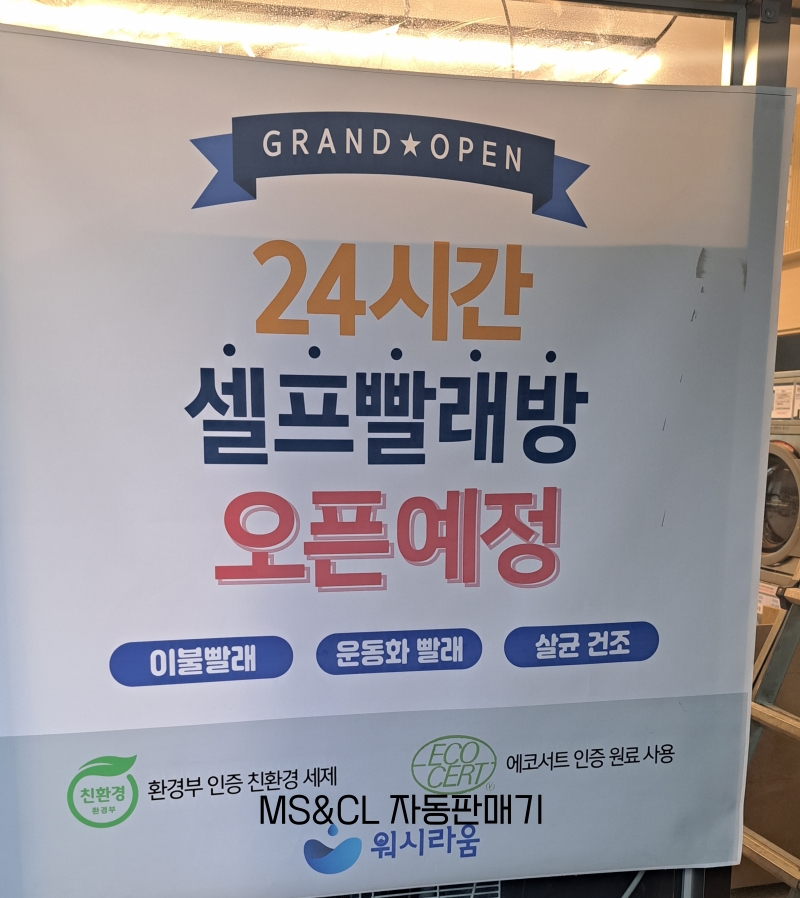 GRAND★OPEN
24시간
셀프빨래방
오픈예정
이불빨래
운동화 빨래
살균 건조
친환경
환경부
환경부 인증 친환경 세제
ECO
CERT
에코서트 인증 원료 사용
MS&CL 자동판매기
워시라움